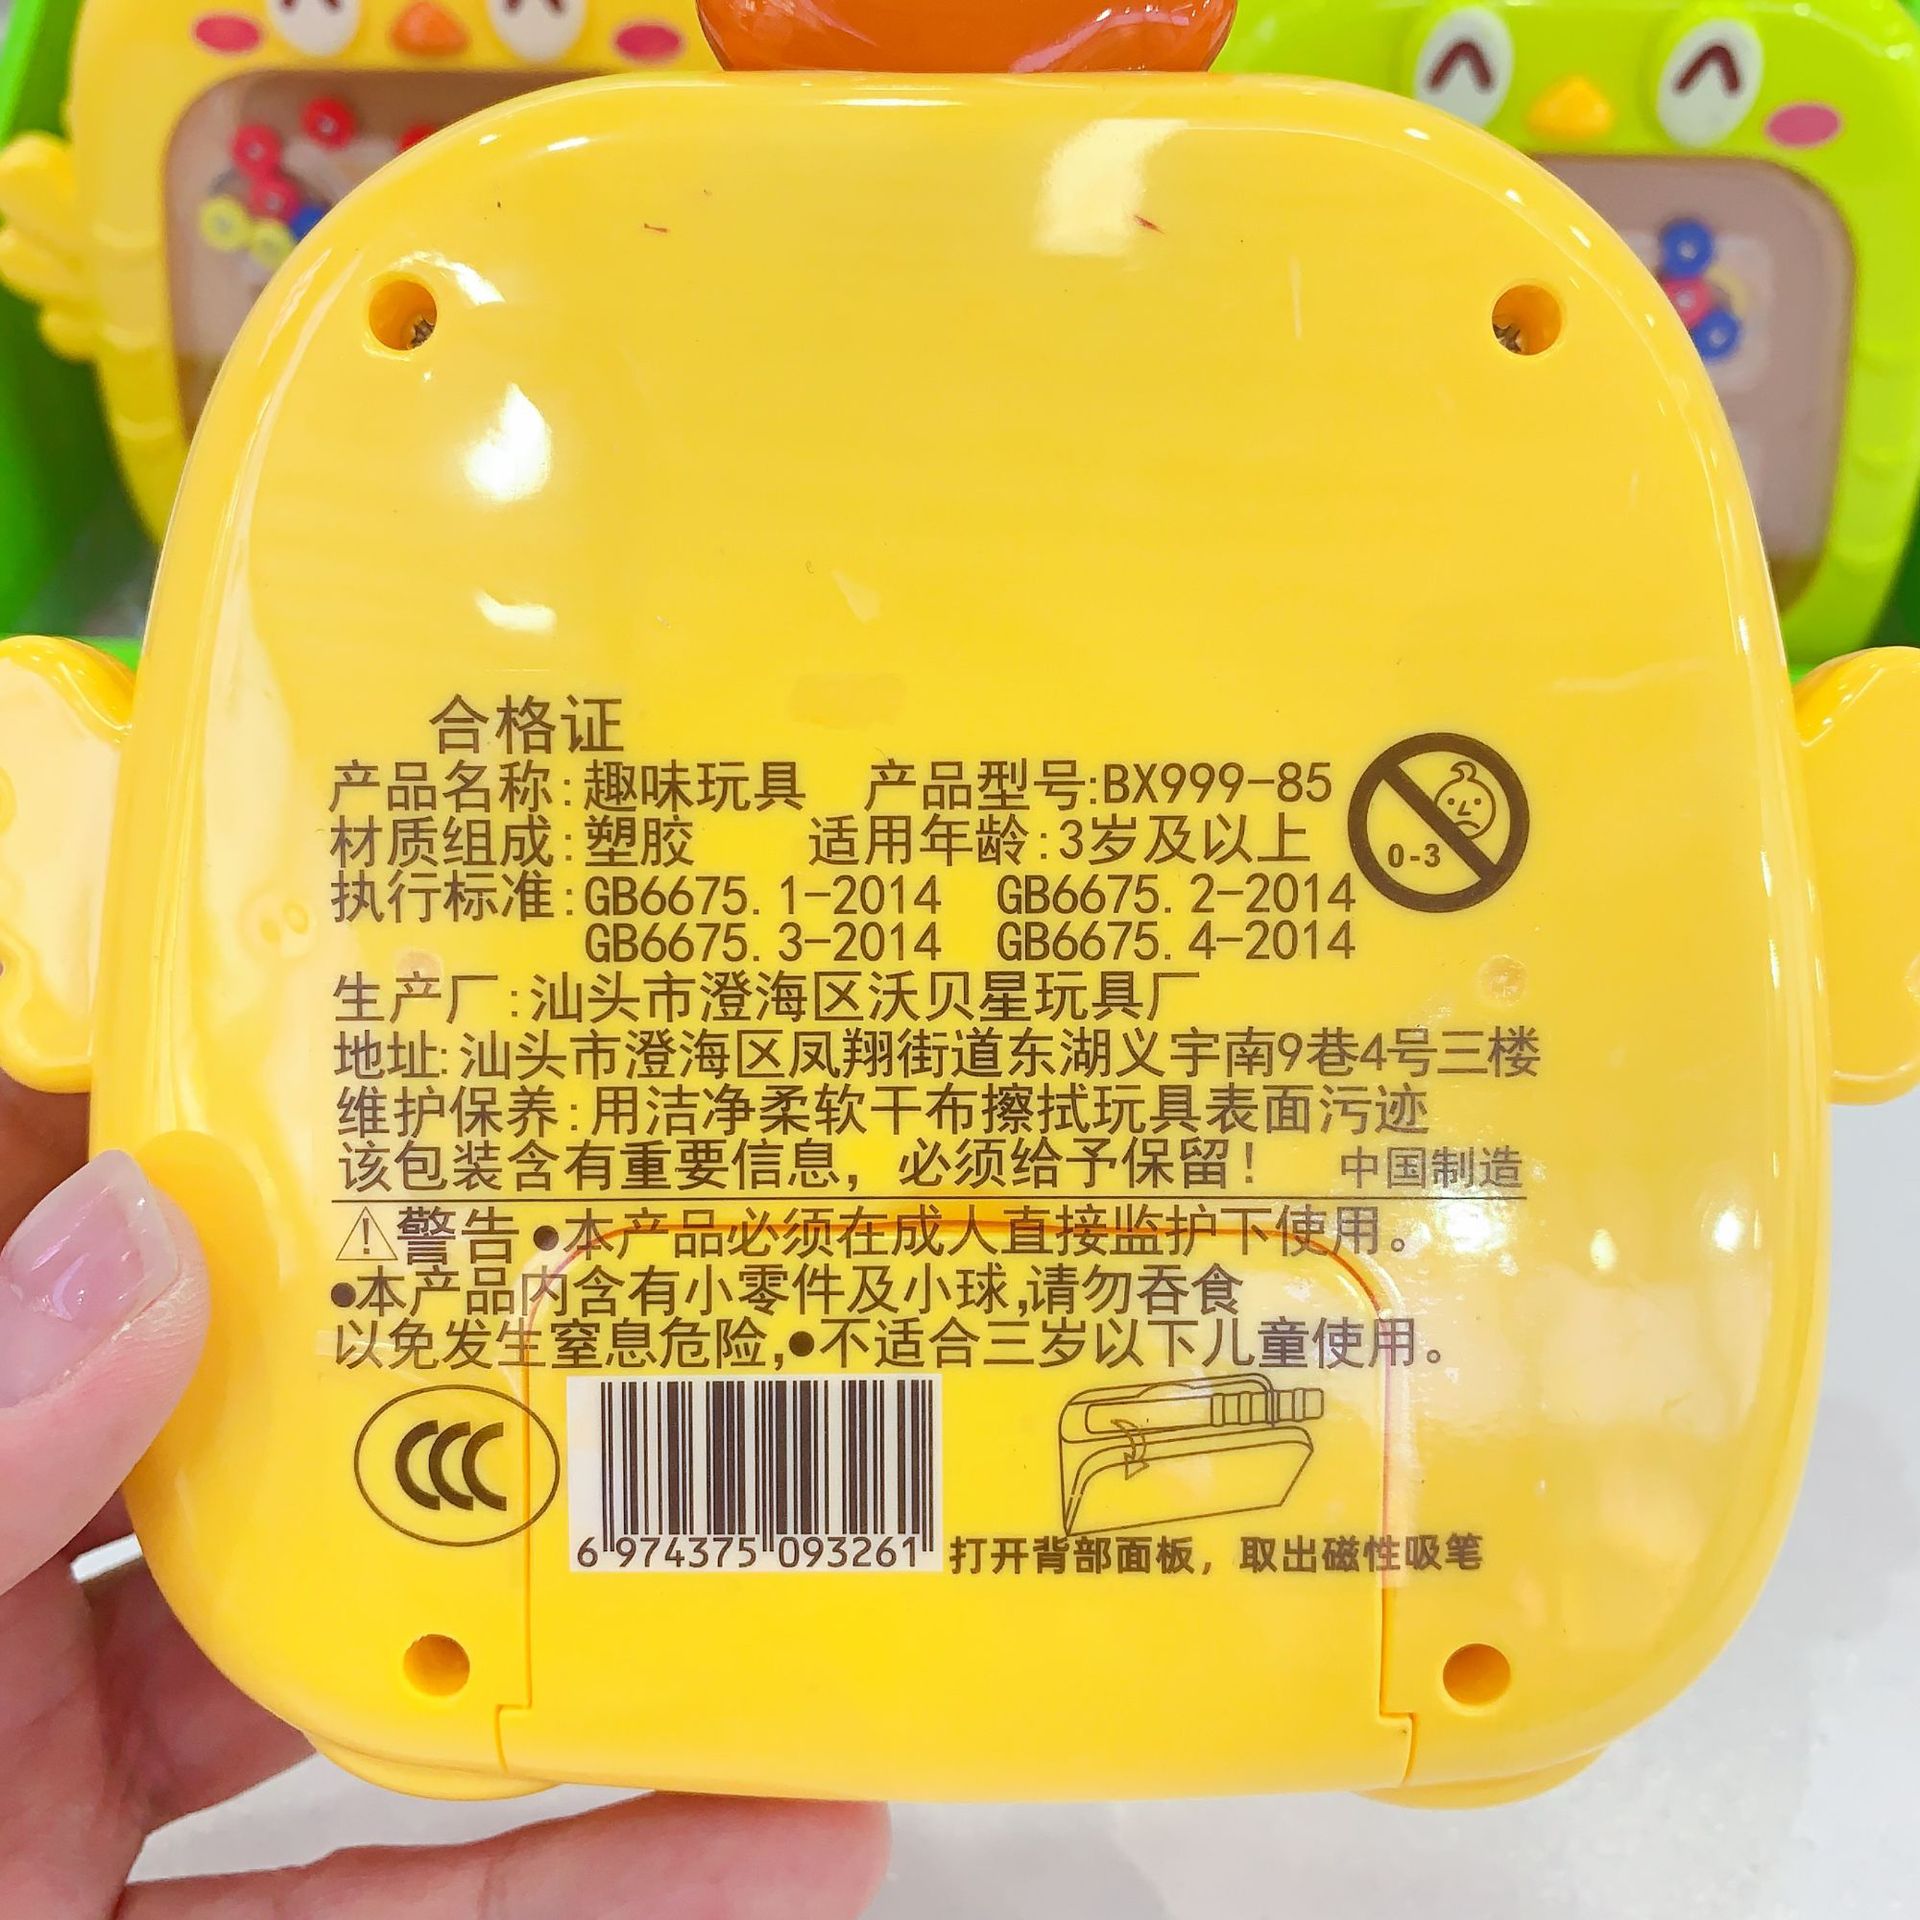 合格证
产品名称:趣味玩具 产品型号:BX999-85
材质组成:塑胶 适用年龄:3岁及以上
0-3
执行标准:GB6675.1-2014 GB6675.2-2014
GB6675.3-2014 GB6675.4-2014
生产厂:汕头市澄海区沃贝星玩具厂
地址:汕头市澄海区凤翔街道东湖义宇南9巷4号三楼
维护保养:用洁净柔软干布擦拭玩具表面污迹
该包装含有重要信息，必须给予保留！ 中国制造
⚠警告 ●本产品必须在成人直接监护下使用。
●本产品内含有小零件及小球,请勿吞食
以免发生窒息危险,●不适合三岁以下儿童使用。
CCC
6 974375 093261
打开背部面板，取出磁性吸笔